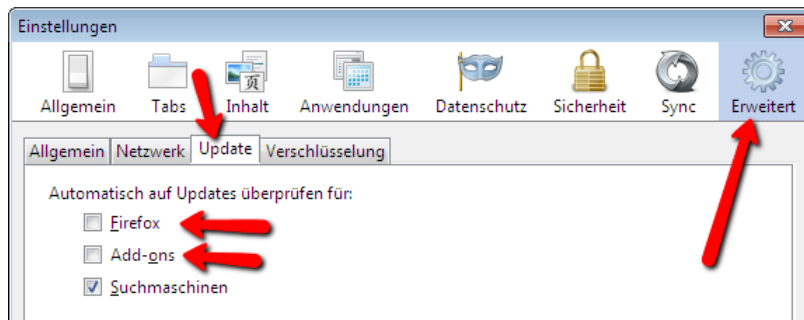 Einstellungen
页
Allgemein Tabs Inhalt Anwendungen Datenschutz Sicherheit Sync Erweitert
Allgemein Netzwerk Update Verschlüsselung
Automatisch auf Updates überprüfen für:
Firefox
Add-ons
Suchmaschinen